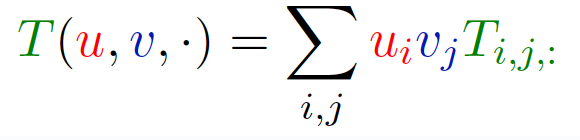 T(u, v, ·) = ∑ u_i v_j T_{i,j,:}
i,j